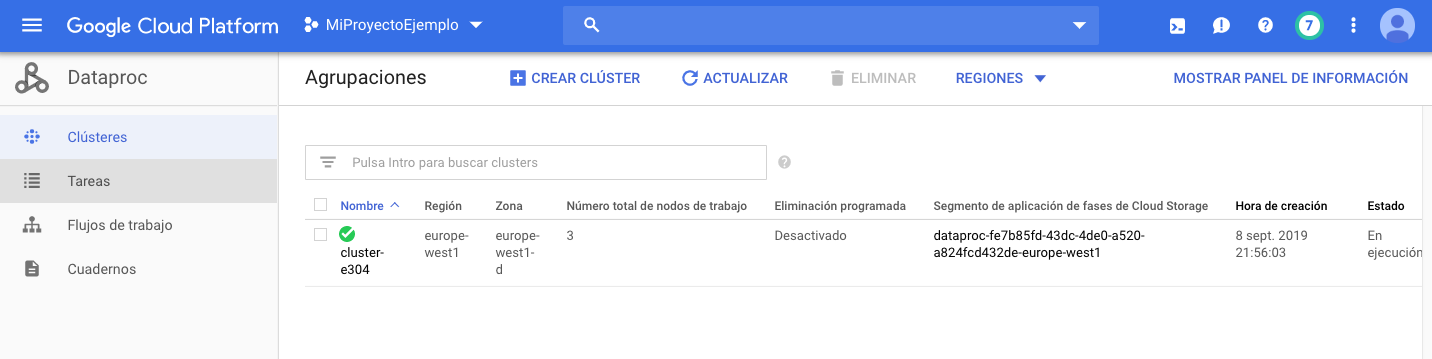 Google Cloud Platform
MiProyectoEjemplo
7
Dataproc
Agrupaciones
CREAR CLÚSTER
ACTUALIZAR
ELIMINAR
REGIONES
MOSTRAR PANEL DE INFORMACIÓN
Clústeres
Tareas
Flujos de trabajo
Cuadernos
Pulsa Intro para buscar clusters
Nombre
Región
Zona
Número total de nodos de trabajo
Eliminación programada
Segmento de aplicación de fases de Cloud Storage
Hora de creación
Estado
cluster-
e304
europe-
west1
europe-
west1-
d
3
Desactivado
dataproc-fe7b85fd-43dc-4de0-a520-
a824fcd432de-europe-west1
8 sept. 2019
21:56:03
En
ejecución